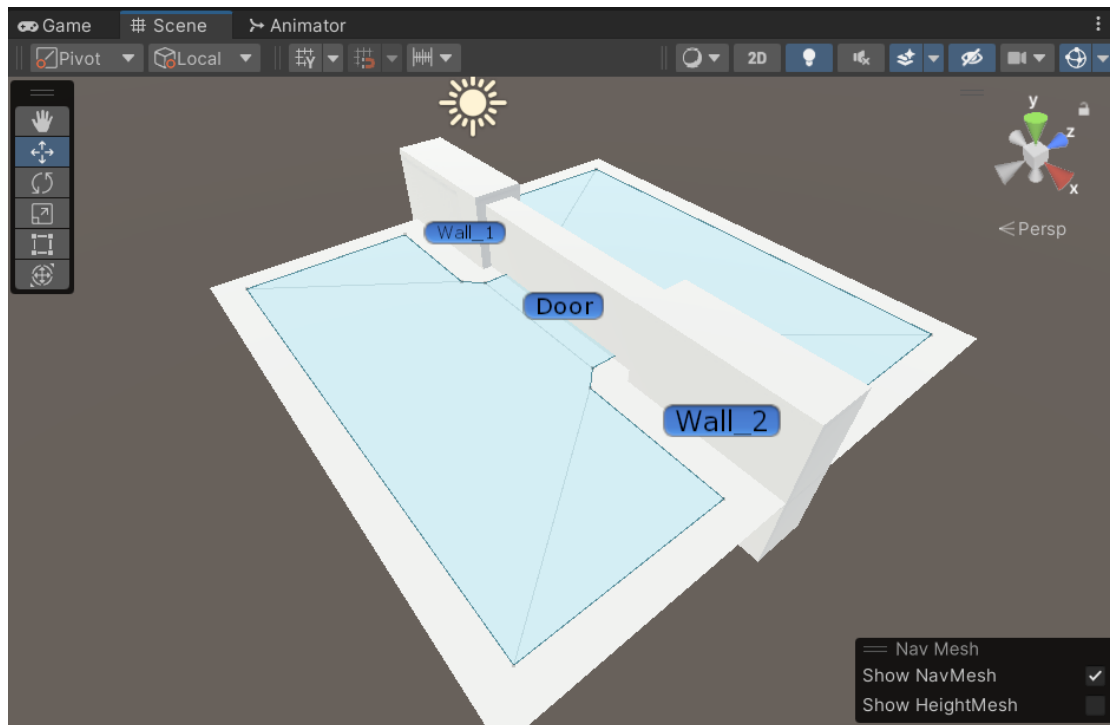 Game Scene Animator
Pivot Local 2D
y
z
x
Persp
Wall_1
Door
Wall_2
Nav Mesh
Show NavMesh
Show HeightMesh